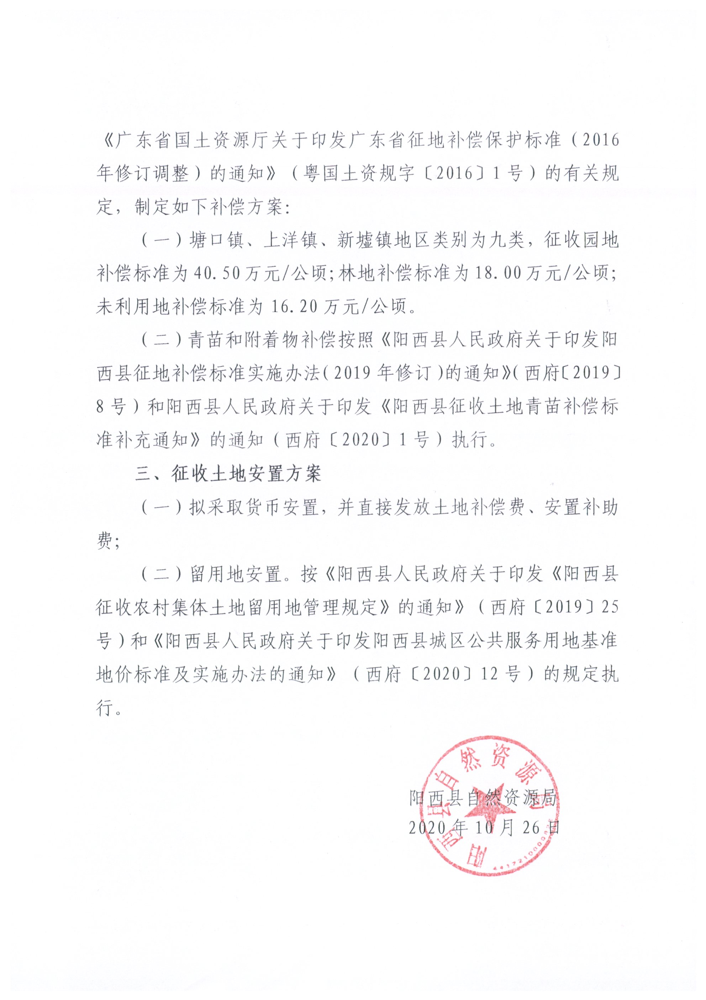 《广东省国土资源厅关于印发广东省征地补偿保护标准（2016
年修订调整）的通知》（粤国土资规字〔2016〕1号）的有关规
定，制定如下补偿方案：
（一）塘口镇、上洋镇、新墟镇地区类别为九类，征收园地
补偿标准为40.50万元/公顷；林地补偿标准为18.00万元/公顷；
未利用地补偿标准为16.20万元/公顷。
（二）青苗和附着物补偿按照《阳西县人民政府关于印发阳
西县征地补偿标准实施办法（2019年修订）的通知》（西府〔2019〕
8号）和阳西县人民政府关于印发《阳西县征收土地青苗补偿标
准补充通知》的通知（西府〔2020〕1号）执行。
三、征收土地安置方案
（一）拟采取货币安置，并直接发放土地补偿费、安置补助
费；
（二）留用地安置。按《阳西县人民政府关于印发《阳西县
征收农村集体土地留用地管理规定》的通知》（西府〔2019〕25
号）和《阳西县人民政府关于印发阳西县城区公共服务用地基准
地价标准及实施办法的通知》（西府〔2020〕12号）的规定执
行。
阳西县自然资源局
2020年10月26日
阳西县自然资源局